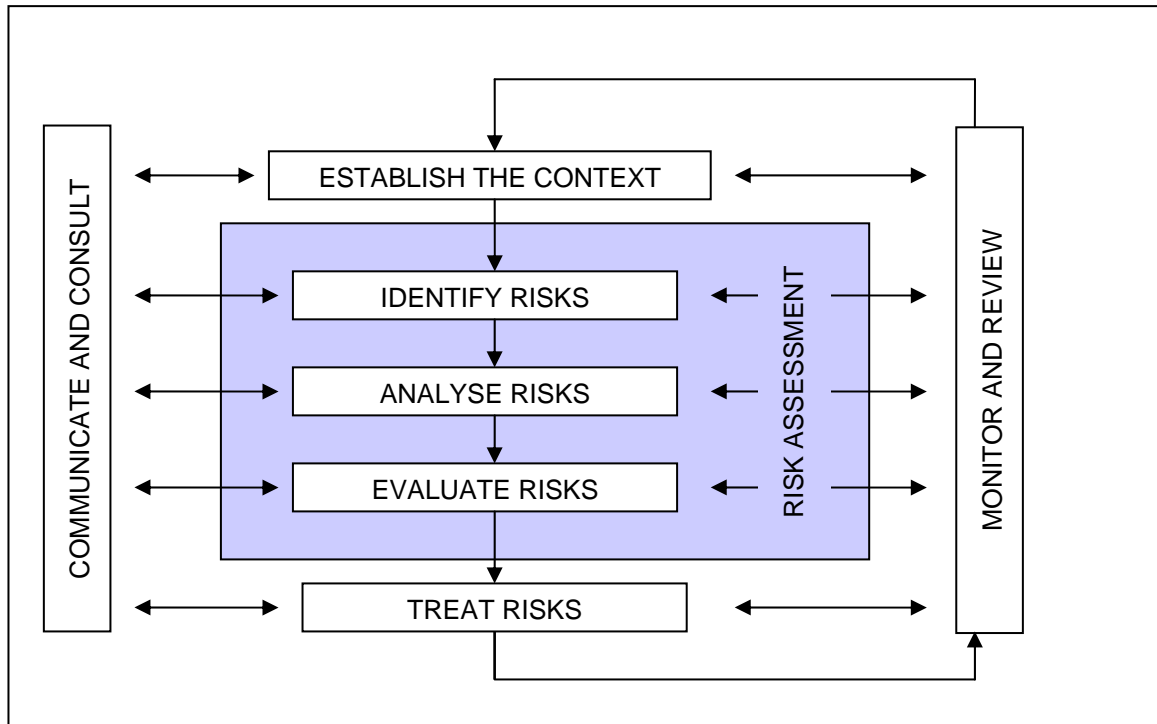 COMMUNICATE AND CONSULT
ESTABLISH THE CONTEXT
IDENTIFY RISKS
ANALYSE RISKS
EVALUATE RISKS
TREAT RISKS
RISK ASSESSMENT
MONITOR AND REVIEW